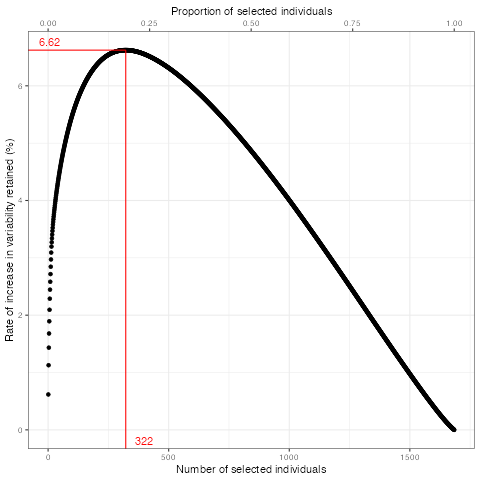 Proportion of selected individuals
0.00 0.25 0.50 0.75 1.00
6.62
6
4
2
0
Rate of increase in variability retained (%)
322
0 500 1000 1500
Number of selected individuals